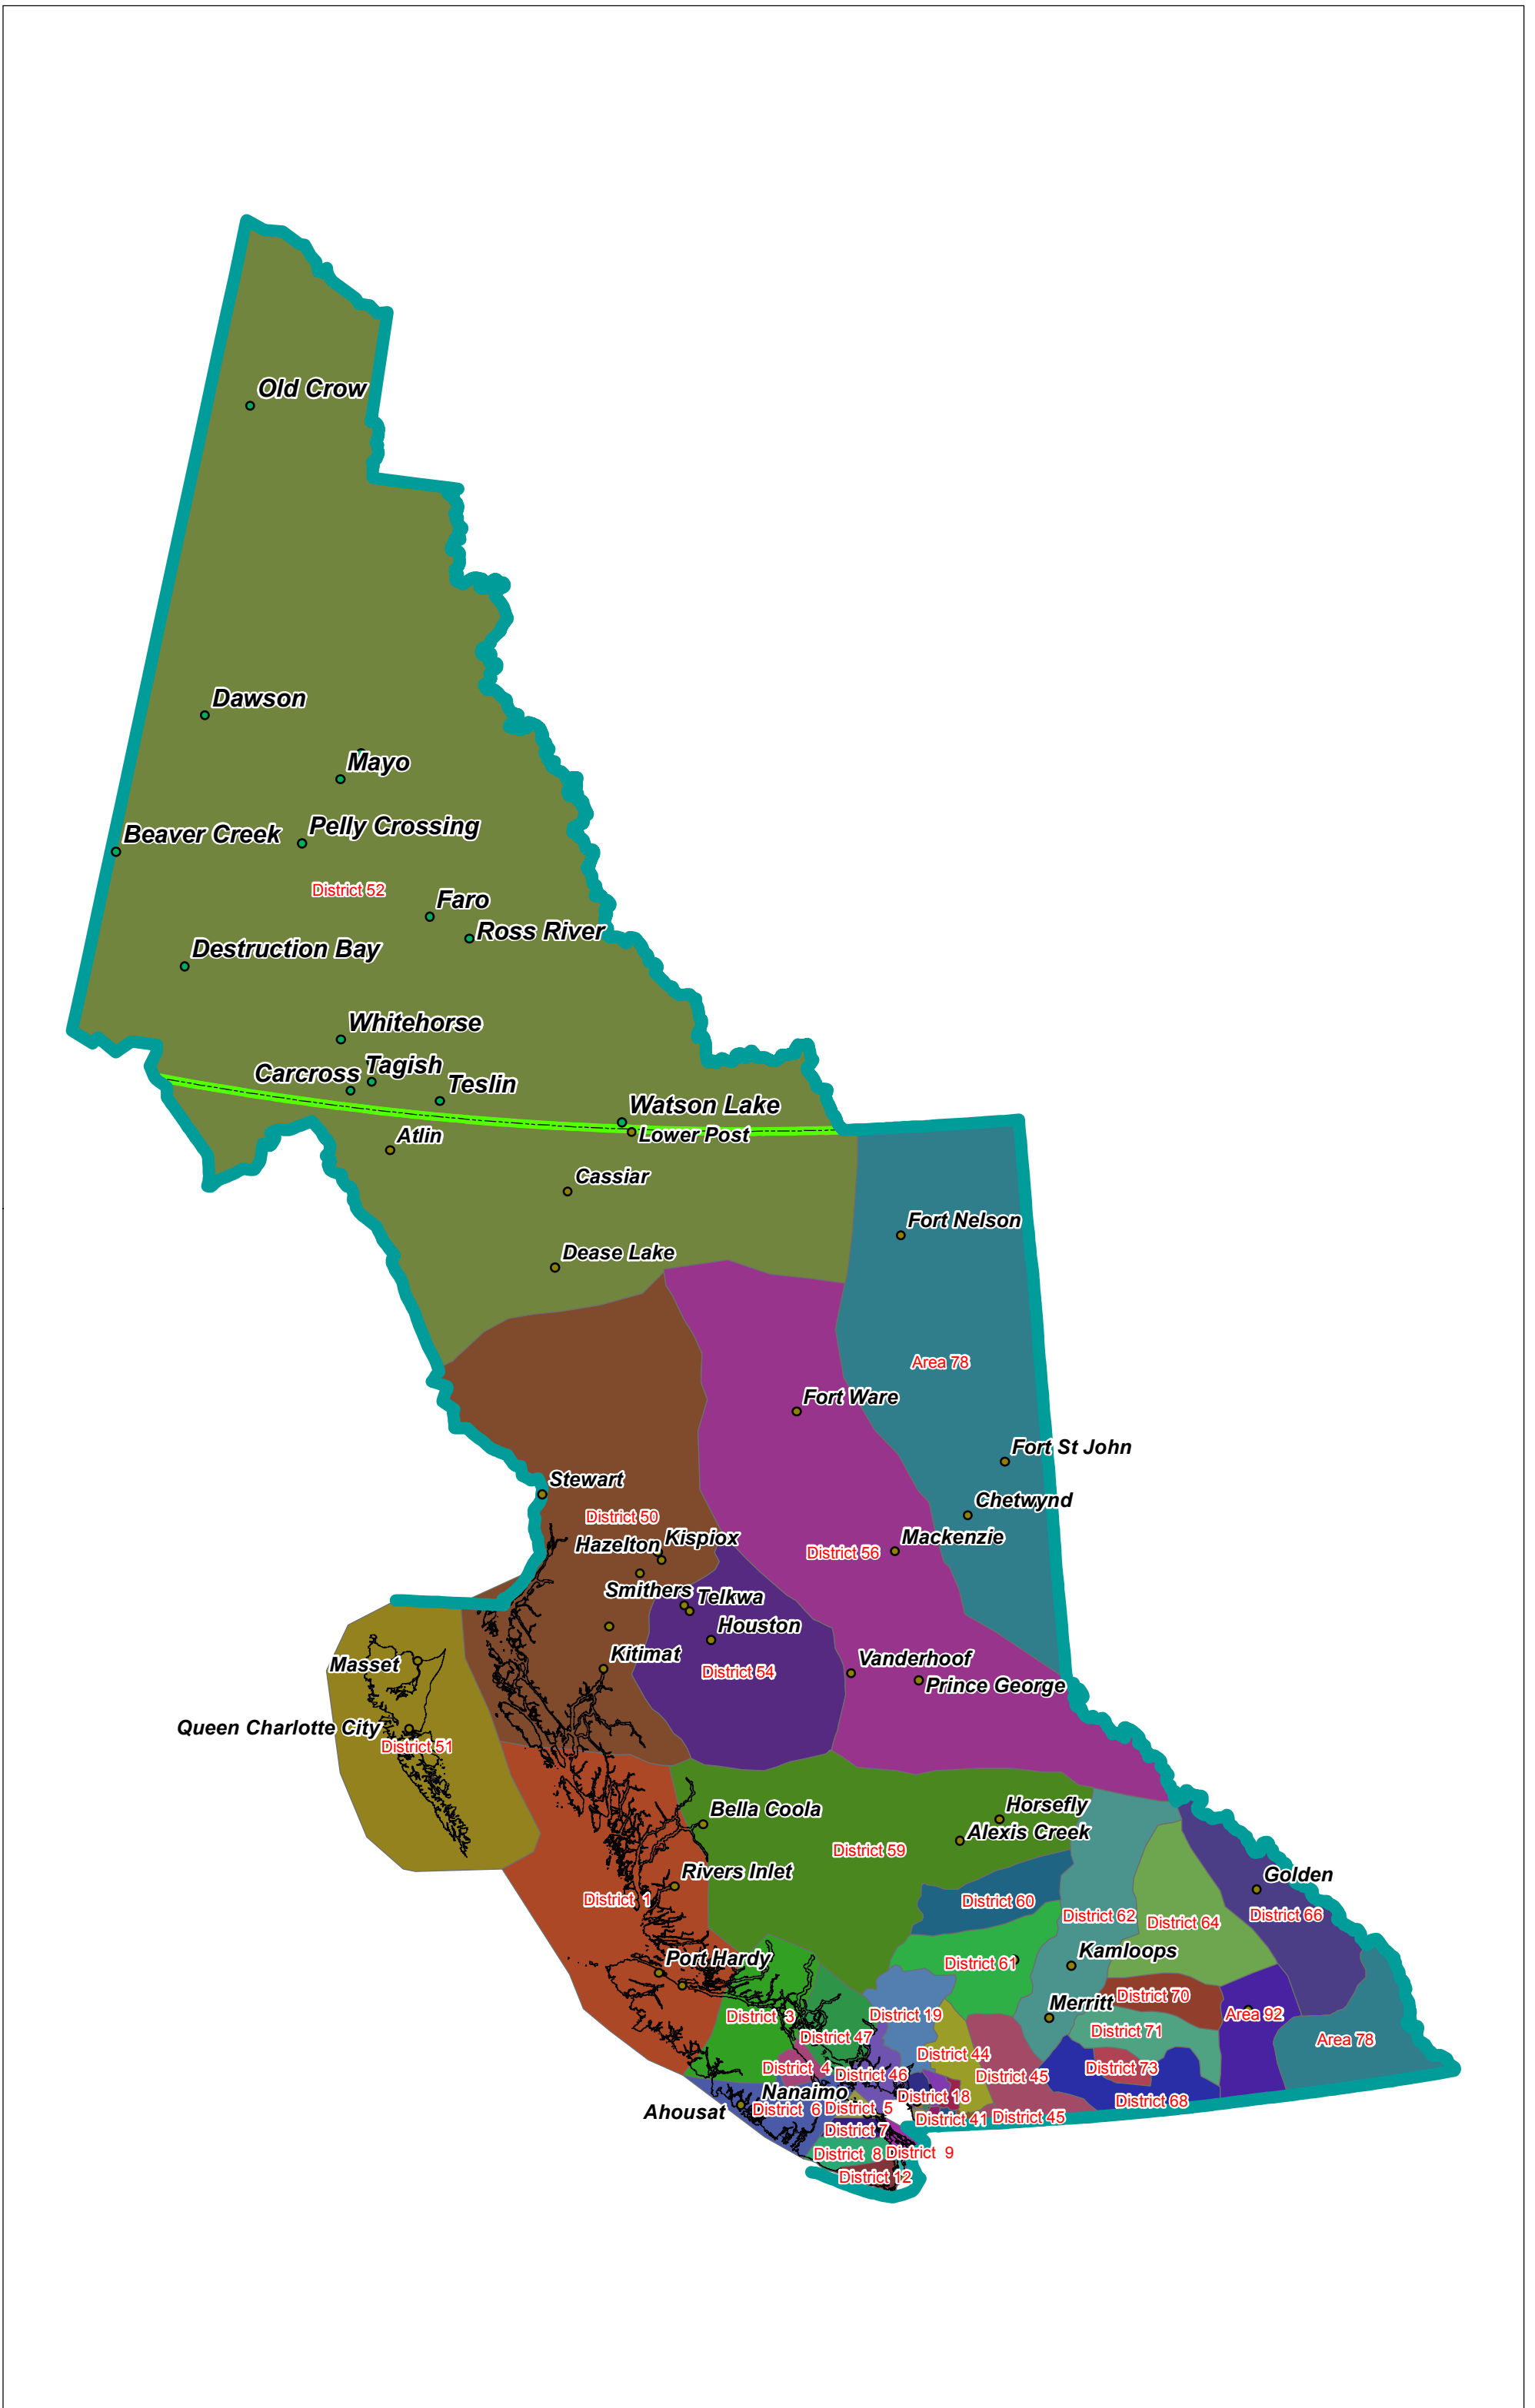 Old Crow
Dawson
Mayo
Pelly Crossing
Beaver Creek
District 52
Faro
Ross River
Destruction Bay
Whitehorse
Tagish
Carcross
Teslin
Watson Lake
Lower Post
Atlin
Cassiar
Fort Nelson
Dease Lake
Area 78
Fort Ware
Fort St John
Stewart
Chetwynd
District 50
Kispiox
Hazelton
Mackenzie
District 56
Smithers
Telkwa
Houston
Kitimat
Masset
District 54
Vanderhoof
Prince George
Queen Charlotte City
District 51
Horsefly
Bella Coola
Alexis Creek
District 59
Rivers Inlet
Golden
District 1
District 60
District 62
District 64
District 66
Port Hardy
Kamloops
District 61
District 70
Merritt
Area 92
District 3
District 19
District 71
District 47
Area 78
District 44
District 4
District 46
District 45
District 73
Nanaimo
District 18
District 68
Ahousat
District 6
District 5
District 41
District 45
District 7
District 8
District 9
District 12